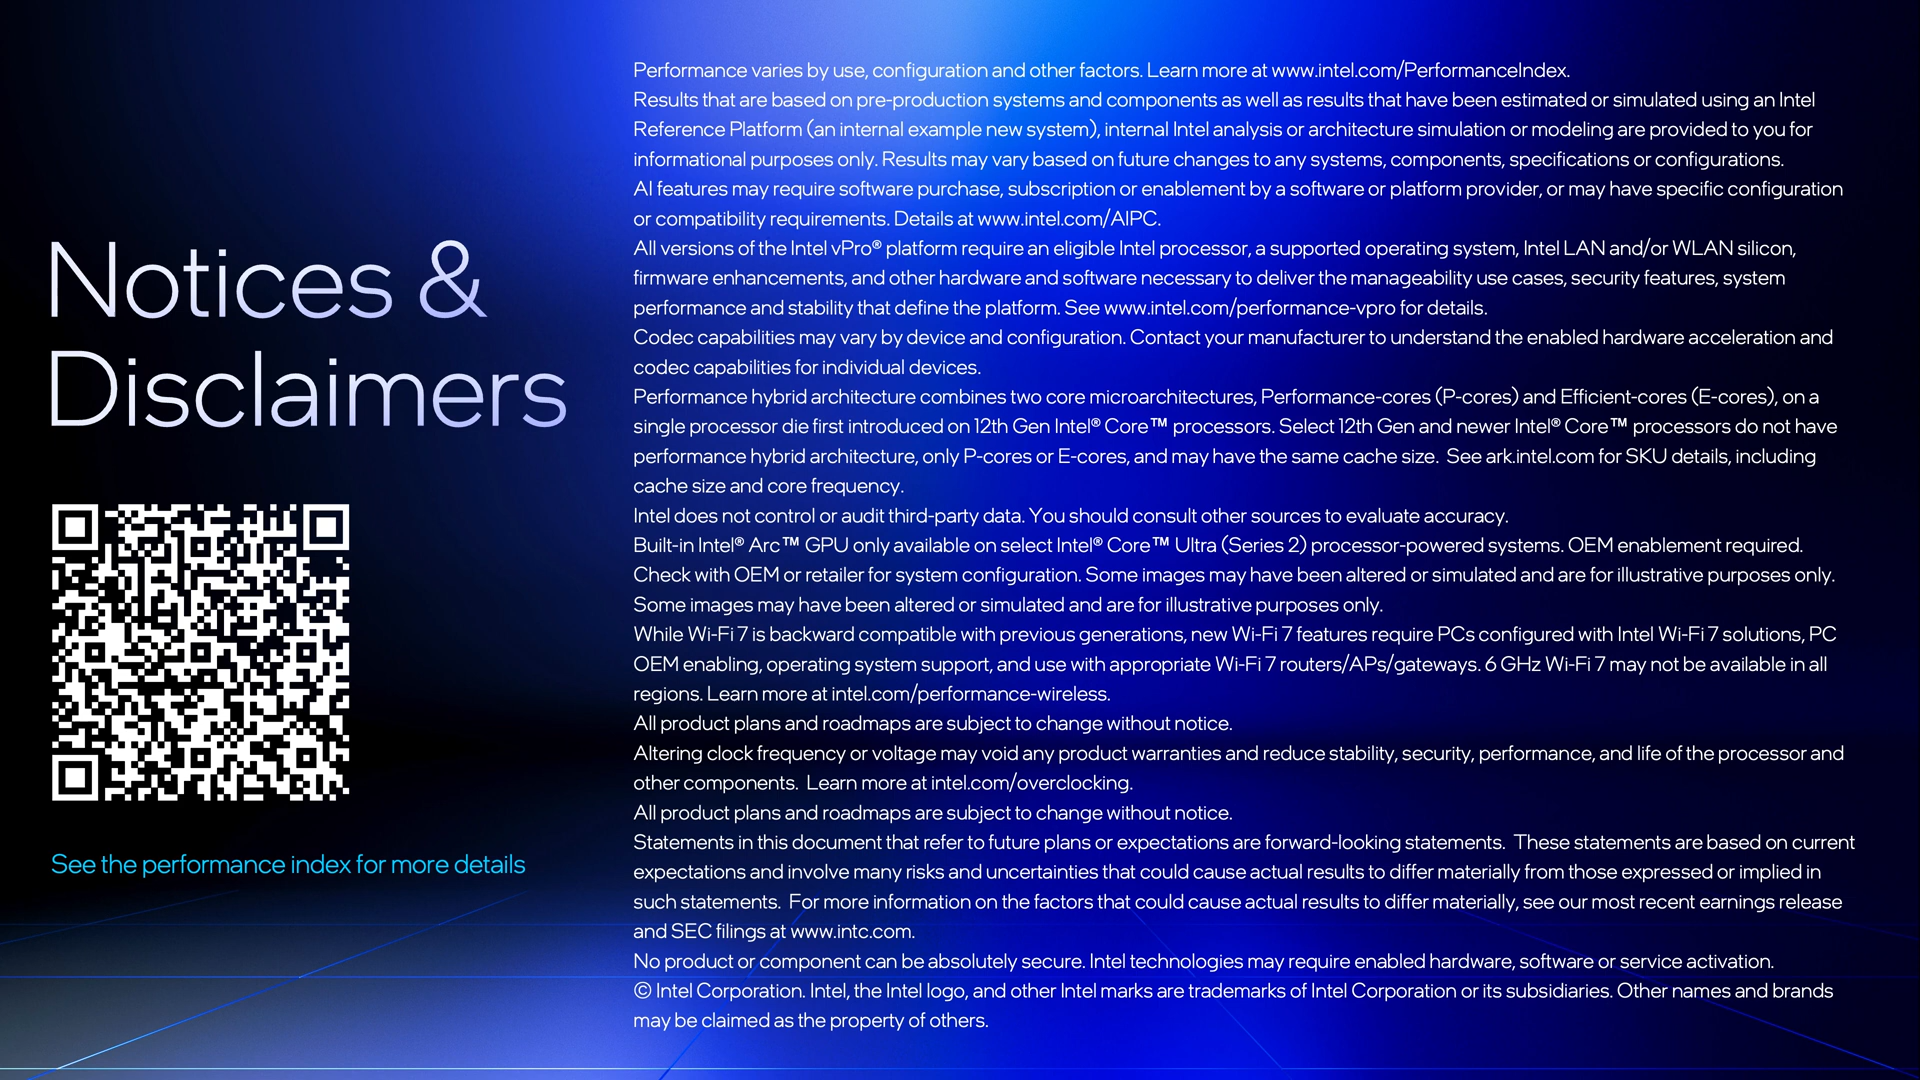 Notices &
Disclaimers
See the performance index for more details
Performance varies by use, configuration and other factors. Learn more at www.intel.com/PerformanceIndex.
Results that are based on pre-production systems and components as well as results that have been estimated or simulated using an Intel
Reference Platform (an internal example new system), internal Intel analysis or architecture simulation or modeling are provided to you for
informational purposes only. Results may vary based on future changes to any systems, components, specifications or configurations.
AI features may require software purchase, subscription or enablement by a software or platform provider, or may have specific configuration
or compatibility requirements. Details at www.intel.com/AIPC.
All versions of the Intel vPro® platform require an eligible Intel processor, a supported operating system, Intel LAN and/or WLAN silicon,
firmware enhancements, and other hardware and software necessary to deliver the manageability use cases, security features, system
performance and stability that define the platform. See www.intel.com/performance-vpro for details.
Codec capabilities may vary by device and configuration. Contact your manufacturer to understand the enabled hardware acceleration and
codec capabilities for individual devices.
Performance hybrid architecture combines two core microarchitectures, Performance-cores (P-cores) and Efficient-cores (E-cores), on a
single processor die first introduced on 12th Gen Intel® Core™ processors. Select 12th Gen and newer Intel® Core™ processors do not have
performance hybrid architecture, only P-cores or E-cores, and may have the same cache size.  See ark.intel.com for SKU details, including
cache size and core frequency.
Intel does not control or audit third-party data. You should consult other sources to evaluate accuracy.
Built-in Intel® Arc™ GPU only available on select Intel® Core™ Ultra (Series 2) processor-powered systems. OEM enablement required.
Check with OEM or retailer for system configuration. Some images may have been altered or simulated and are for illustrative purposes only.
Some images may have been altered or simulated and are for illustrative purposes only.
While Wi-Fi 7 is backward compatible with previous generations, new Wi-Fi 7 features require PCs configured with Intel Wi-Fi 7 solutions, PC
OEM enabling, operating system support, and use with appropriate Wi-Fi 7 routers/APs/gateways. 6 GHz Wi-Fi 7 may not be available in all
regions. Learn more at intel.com/performance-wireless.
All product plans and roadmaps are subject to change without notice.
Altering clock frequency or voltage may void any product warranties and reduce stability, security, performance, and life of the processor and
other components.  Learn more at intel.com/overclocking.
All product plans and roadmaps are subject to change without notice.
Statements in this document that refer to future plans or expectations are forward-looking statements.  These statements are based on current
expectations and involve many risks and uncertainties that could cause actual results to differ materially from those expressed or implied in
such statements.  For more information on the factors that could cause actual results to differ materially, see our most recent earnings release
and SEC filings at www.intc.com.
No product or component can be absolutely secure. Intel technologies may require enabled hardware, software or service activation.
© Intel Corporation. Intel, the Intel logo, and other Intel marks are trademarks of Intel Corporation or its subsidiaries. Other names and brands
may be claimed as the property of others.